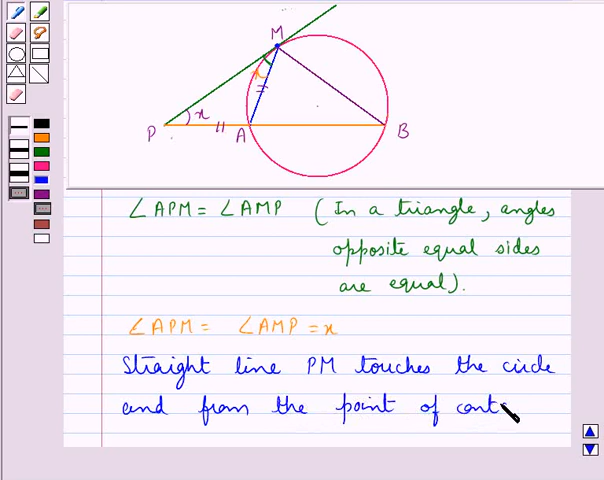 M
x
x
P
A
B
∠APM = ∠AMP (In a triangle, angles
opposite equal sides
are equal).
∠APM = ∠AMP = x
Straight line PM touches the circle
and from the point of cont